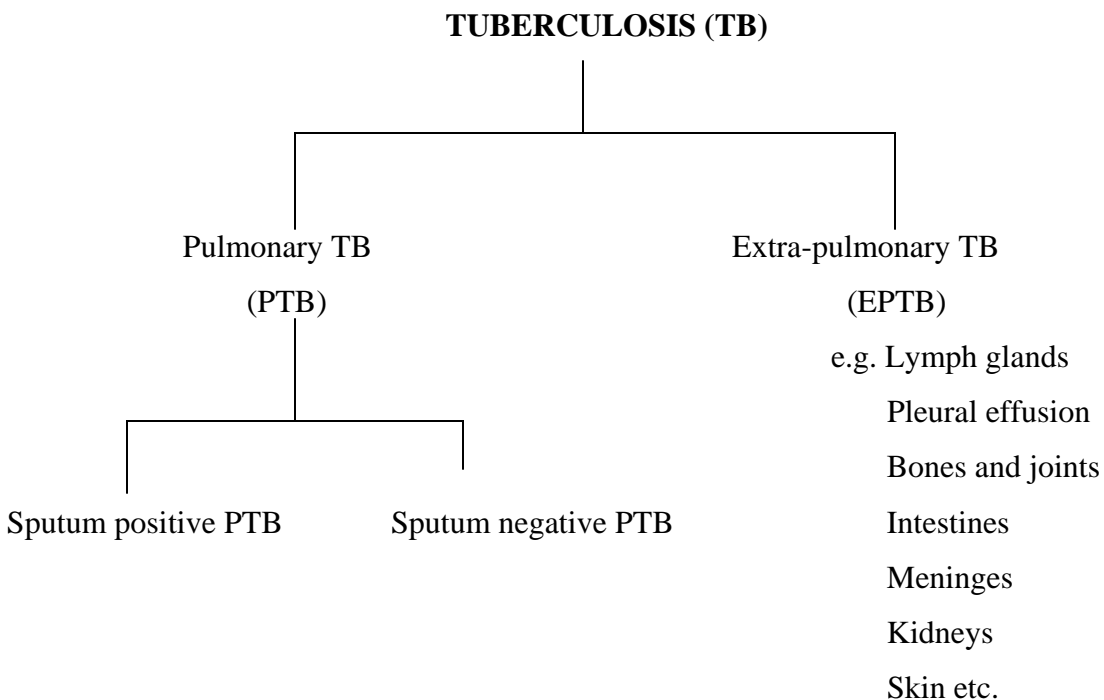 TUBERCULOSIS (TB)
Pulmonary TB
(PTB)
Extra-pulmonary TB
(EPTB)
e.g. Lymph glands
Pleural effusion
Bones and joints
Intestines
Meninges
Kidneys
Skin etc.
Sputum positive PTB
Sputum negative PTB